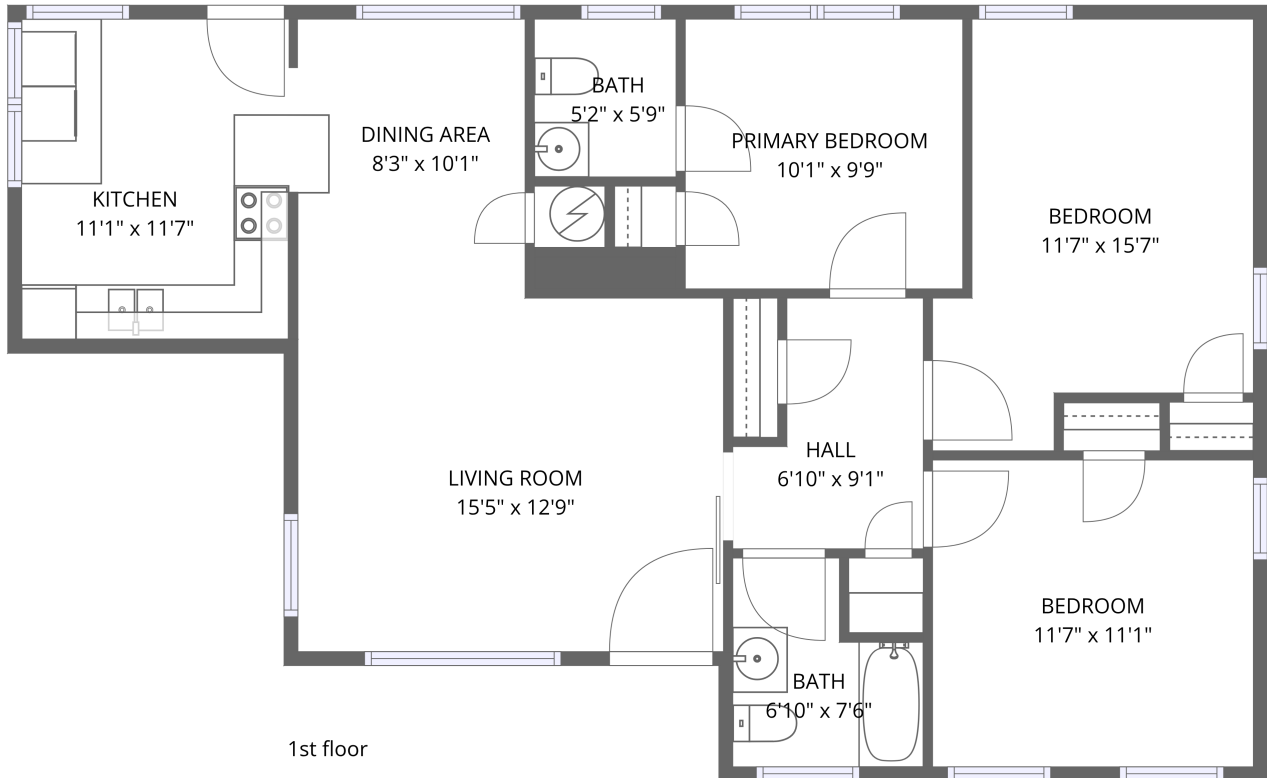 BATH
5'2" x 5'9"
DINING AREA
8'3" x 10'1"
PRIMARY BEDROOM
10'1" x 9'9"
KITCHEN
11'1" x 11'7"
BEDROOM
11'7" x 15'7"
HALL
6'10" x 9'1"
LIVING ROOM
15'5" x 12'9"
BEDROOM
11'7" x 11'1"
BATH
6'10" x 7'6"
1st floor